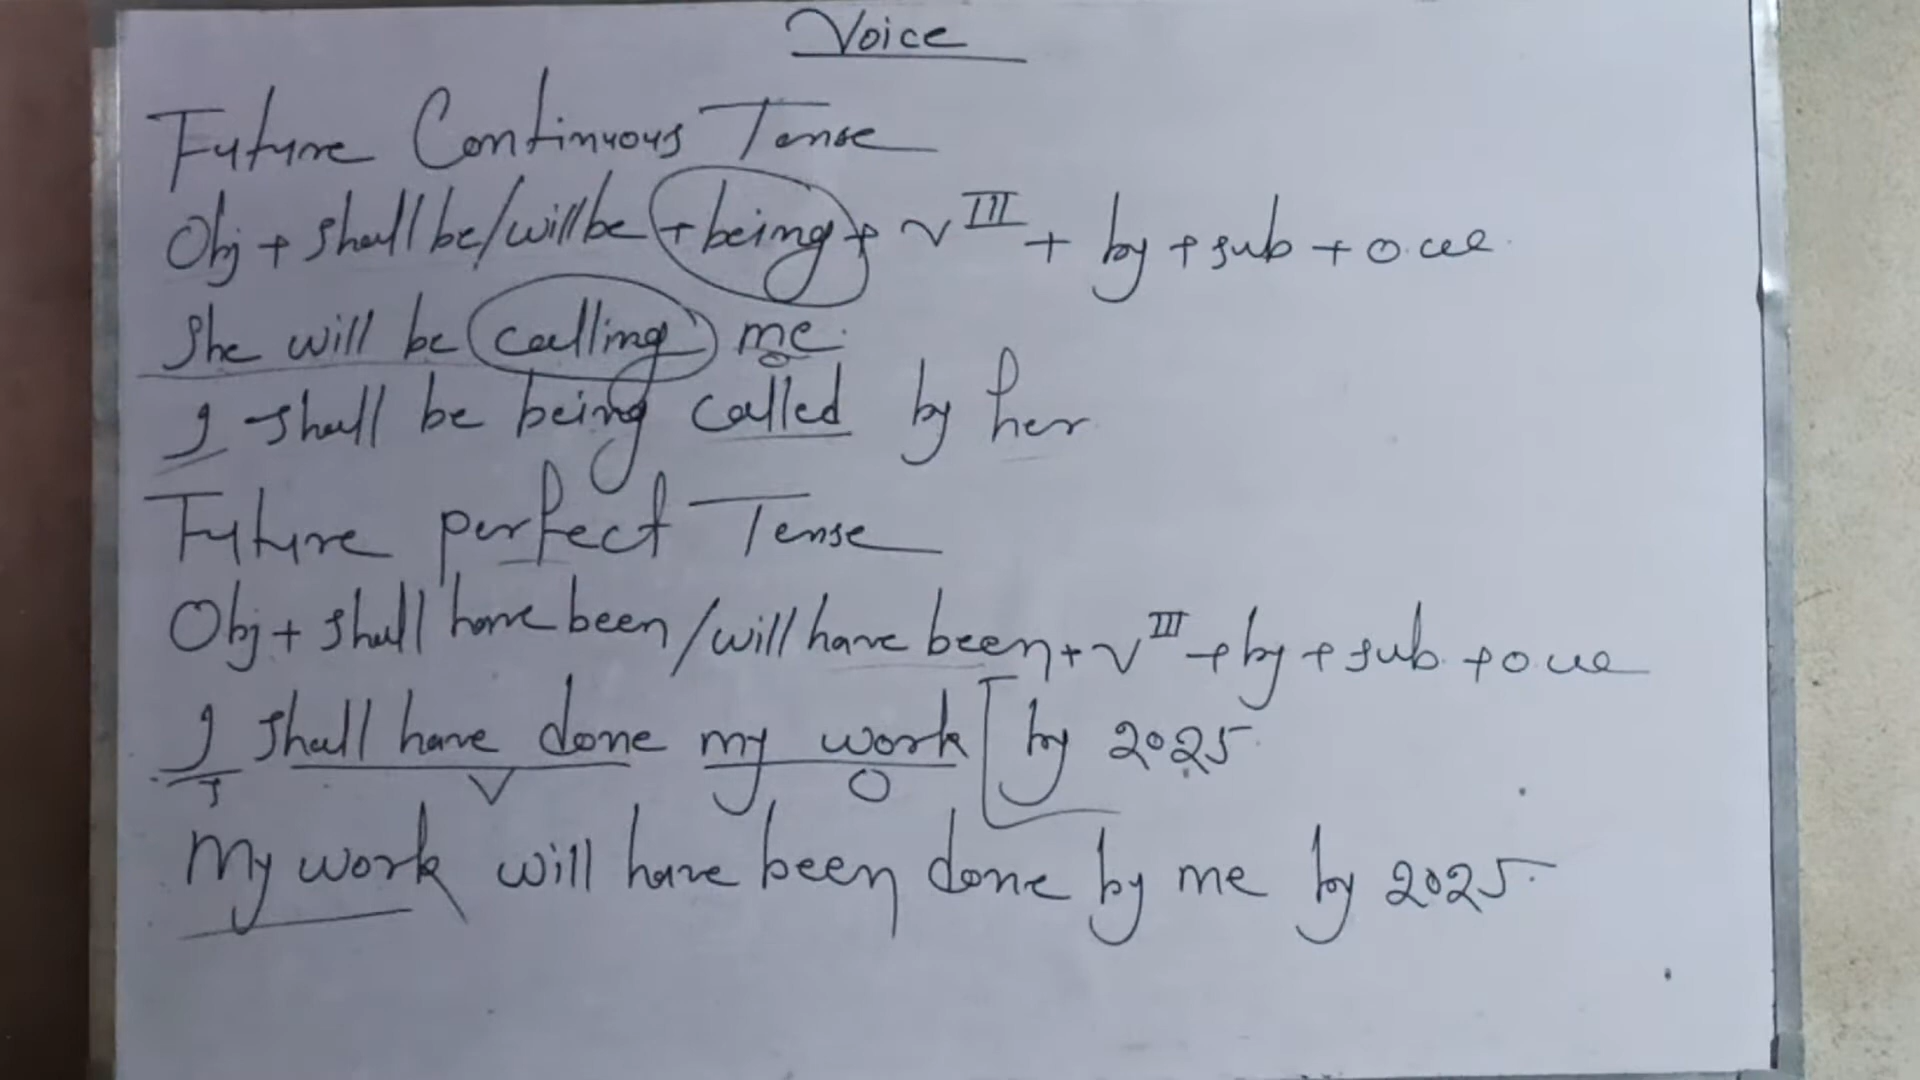 Voice
Future Continuous Tense
Obj + shall be/will be + being + V III + by + sub + o.we.
She will be calling me.
O
I shall be being called by her
Future perfect Tense
Obj + shall have been / will have been + V III + by + sub. + o we
I shall have done my work [ by 2025.
S V O
My work will have been done by me by 2025.